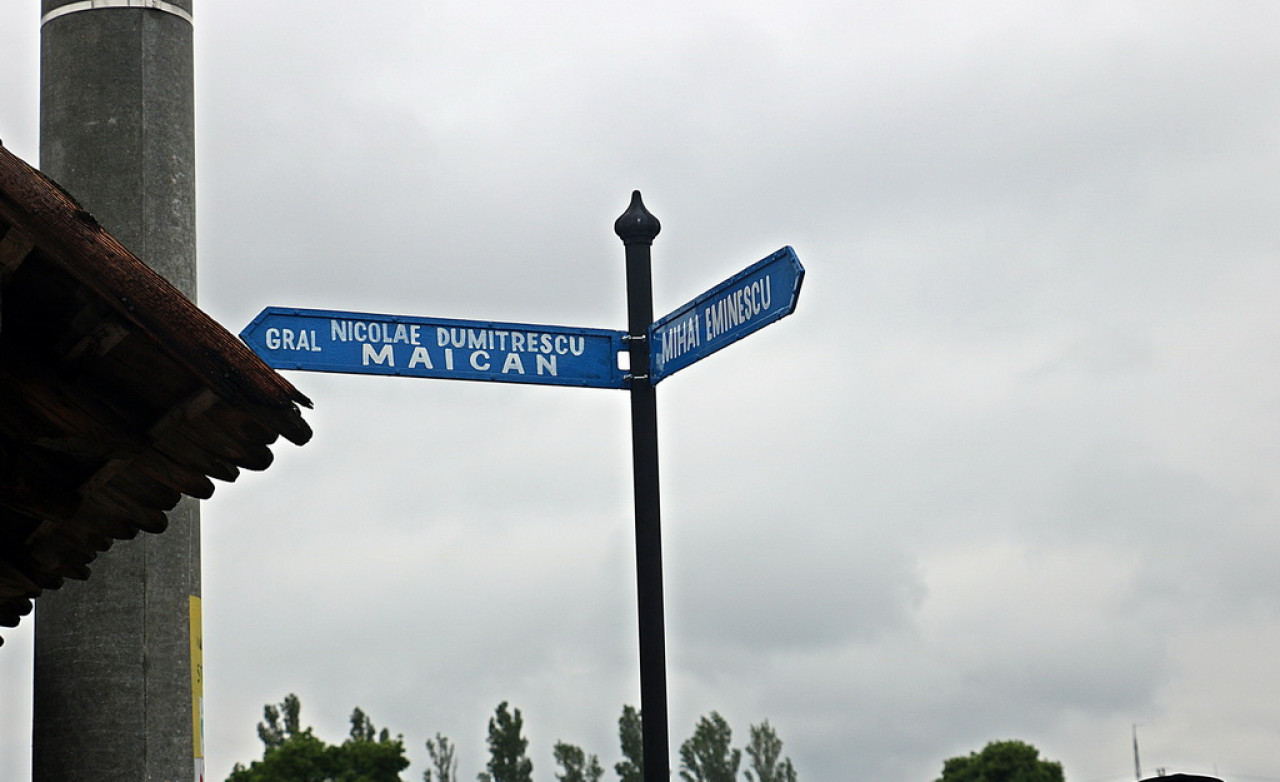 GRAL NICOLAE DUMITRESCU
MAICAN
MIHAI EMINESCU